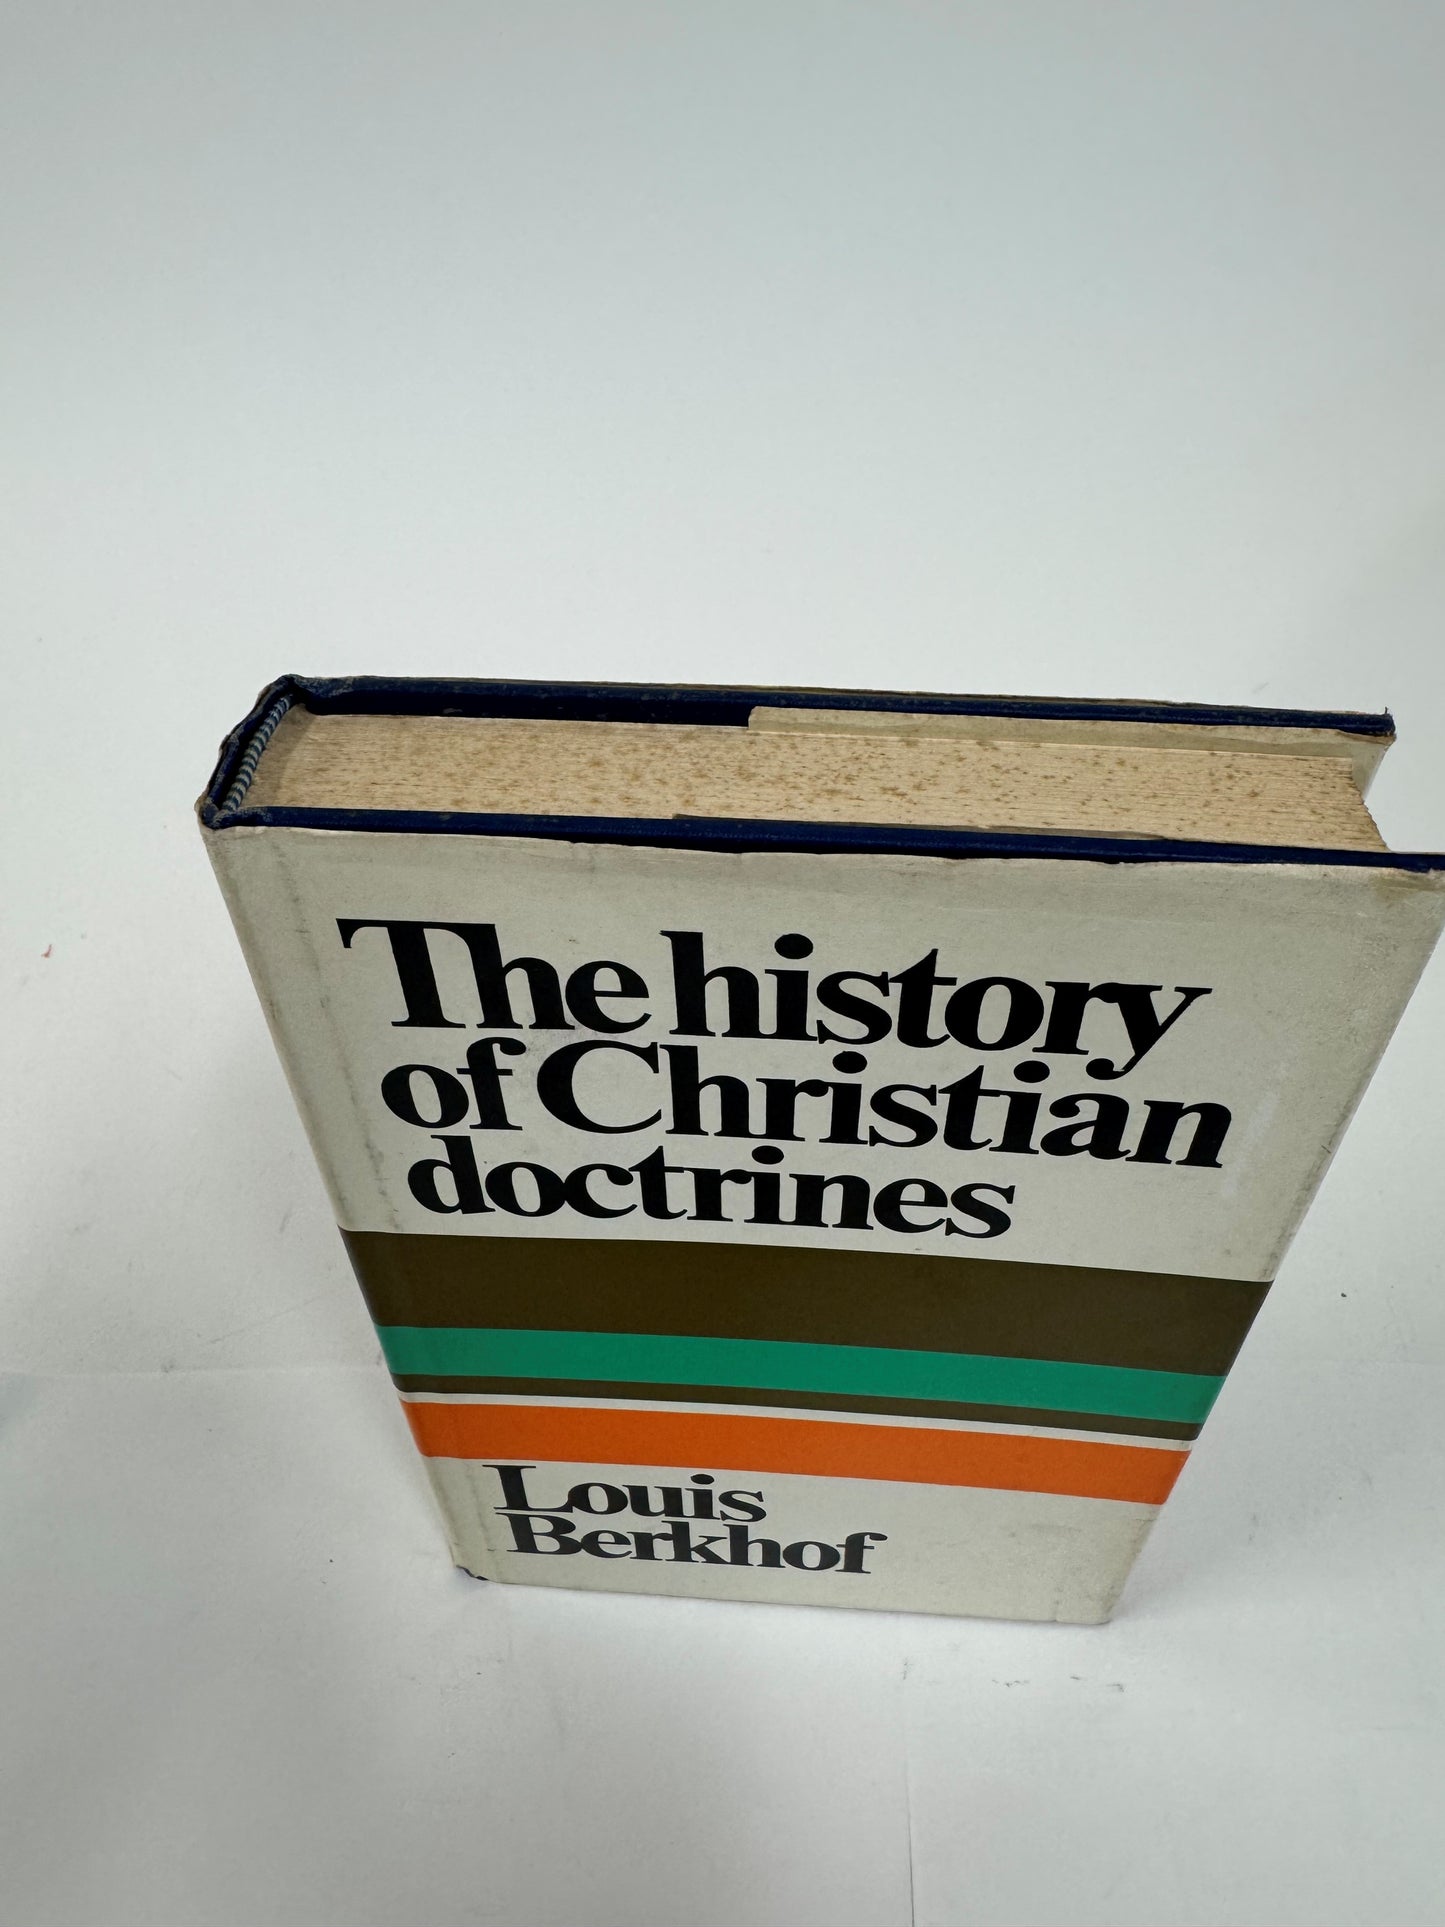 The history
of Christian
doctrines
Louis
Berkhof